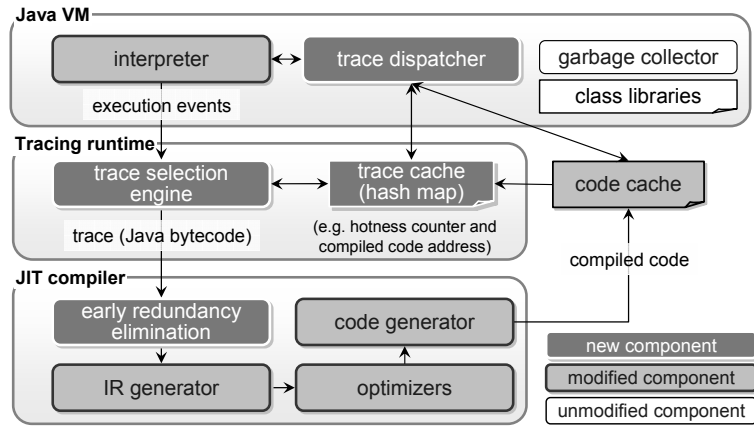 Java VM
interpreter
trace dispatcher
garbage collector
class libraries
execution events
Tracing runtime
trace selection
engine
trace cache
(hash map)
code cache
trace (Java bytecode)
(e.g. hotness counter and
compiled code address)
compiled code
JIT compiler
early redundancy
elimination
code generator
IR generator
optimizers
new component
modified component
unmodified component